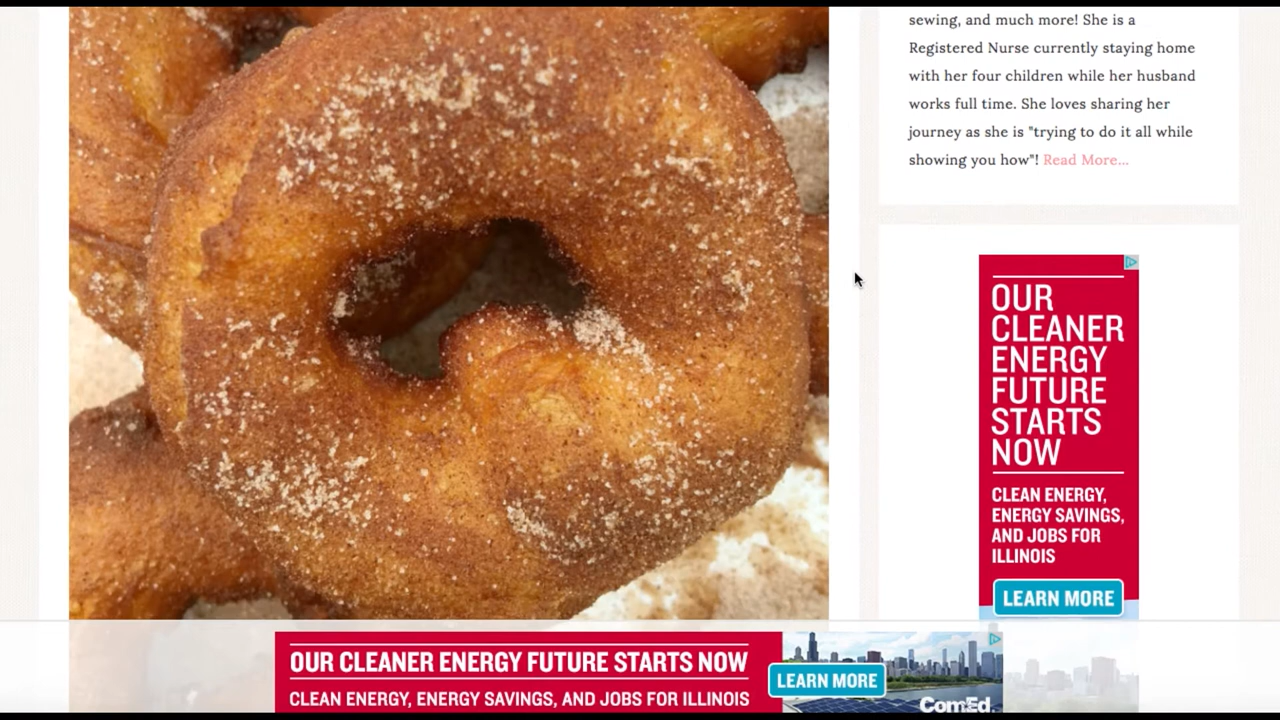 sewing, and much more! She is a
Registered Nurse currently staying home
with her four children while her husband
works full time. She loves sharing her
journey as she is "trying to do it all while
showing you how"! Read More...
OUR
CLEANER
ENERGY
FUTURE
STARTS
NOW
CLEAN ENERGY,
ENERGY SAVINGS,
AND JOBS FOR
ILLINOIS
LEARN MORE
OUR CLEANER ENERGY FUTURE STARTS NOW
CLEAN ENERGY, ENERGY SAVINGS, AND JOBS FOR ILLINOIS
LEARN MORE
ComEd.